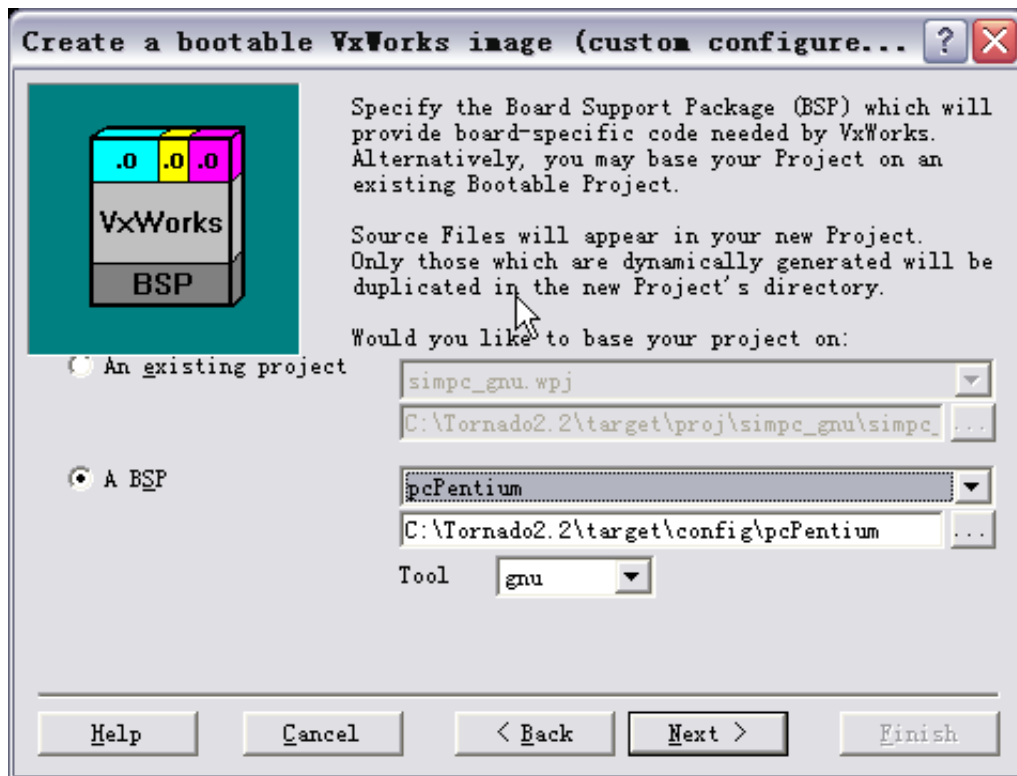 Create a bootable VxWorks image (custom configure...
?
.O .O .O
VxWorks
BSP
Specify the Board Support Package (BSP) which will
provide board-specific code needed by VxWorks.
Alternatively, you may base your Project on an
existing Bootable Project.
Source Files will appear in your new Project.
Only those which are dynamically generated will be
duplicated in the new Project's directory.
Would you like to base your project on:
An existing project
simpc_gnu.wpj
C:\Tornado2.2\target\proj\simpc_gnu\simpc_
...
A BSP
pcPentium
C:\Tornado2.2\target\config\pcPentium
...
Tool
gnu
Help
Cancel
< Back
Next >
Finish